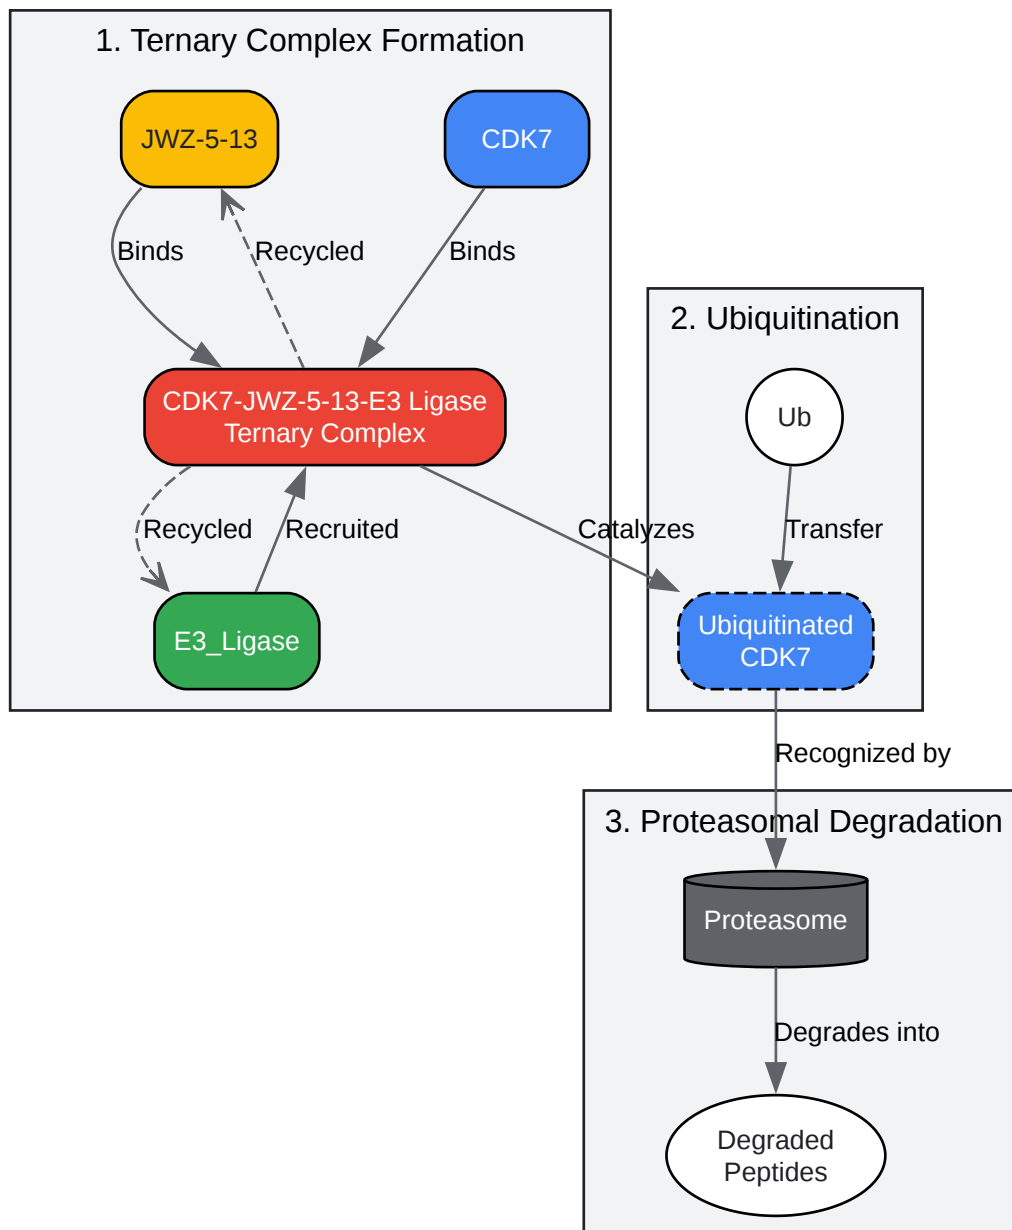 1. Ternary Complex Formation
JWZ-5-13
CDK7
Binds
Recycled
Binds
CDK7-JWZ-5-13-E3 Ligase
Ternary Complex
Recycled
Recruited
E3_Ligase
2. Ubiquitination
Ub
Catalyzes
Transfer
Ubiquitinated
CDK7
Recognized by
3. Proteasomal Degradation
Proteasome
Degrades into
Degraded
Peptides